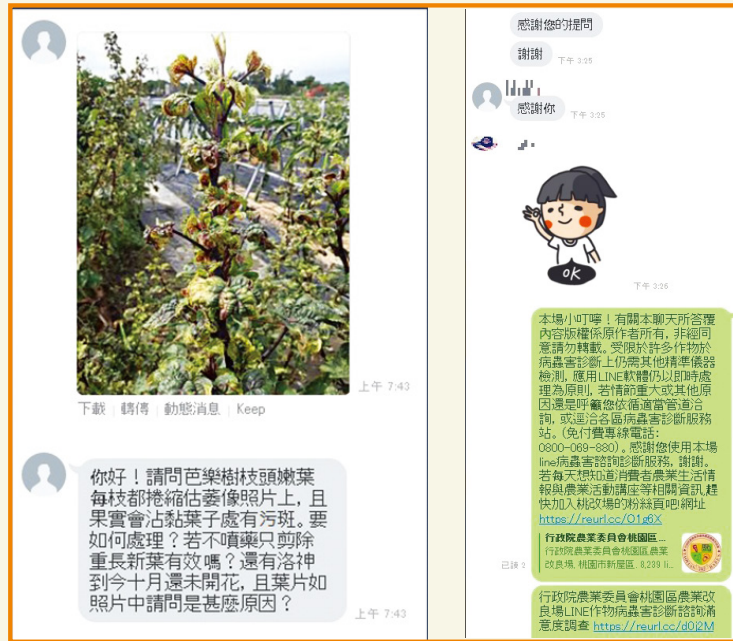 上午 7:43
下載 | 轉傳 | 動態消息 | Keep
你好！請問芭樂樹枝頭嫩葉
每枝都捲縮估萎像照片上，且
果實會沾黏葉子處有污斑。要
如何處理？若不噴藥只剪除
重長新葉有效嗎？還有洛神
到今十月還未開花，且葉片如
照片中請問是甚麼原因？
上午 7:43
感謝您的提問
謝謝
下午 3:25
感謝你
下午 3:25
OK
下午 3:26
本場小叮嚀！有關本聊天所答覆
內容版權係原作者所有，非經同
意請勿轉載。受限於許多作物於
病蟲害診斷上仍需其他精準儀器
檢測，應用LINE軟體仍以即時處
理為原則，若情節重大或其他原
因還是呼籲您依循適當管道洽
詢，或逕洽各區病蟲害診斷服務
站。(免付費專線電話：
0800-069-880)。感謝您使用本場
line病蟲害諮詢診斷服務，謝謝。
若每天想知道消費者農業生活情
報與農業活動講座等相關資訊,趕
快加入桃改場的粉絲頁吧!網址
https://reurl.cc/O1g6X
行政院農業委員會桃園區...
行政院農業委員會桃園區農業
改良場, 桃園市新屋區. 8,239 li...
已讀 2
行政院農業委員會桃園區農業改
良場LINE作物病蟲害診斷諮詢滿
意度調查 https://reurl.cc/d0j2M